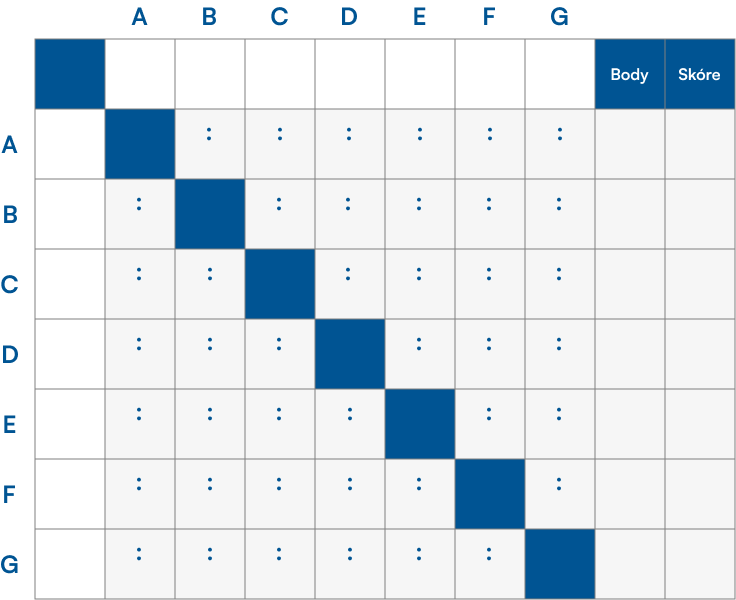 A B C D E F G
Body Skóre
A : : : : : :
B : : : : : :
C : : : : : :
D : : : : : :
E : : : : : :
F : : : : : :
G : : : : : :